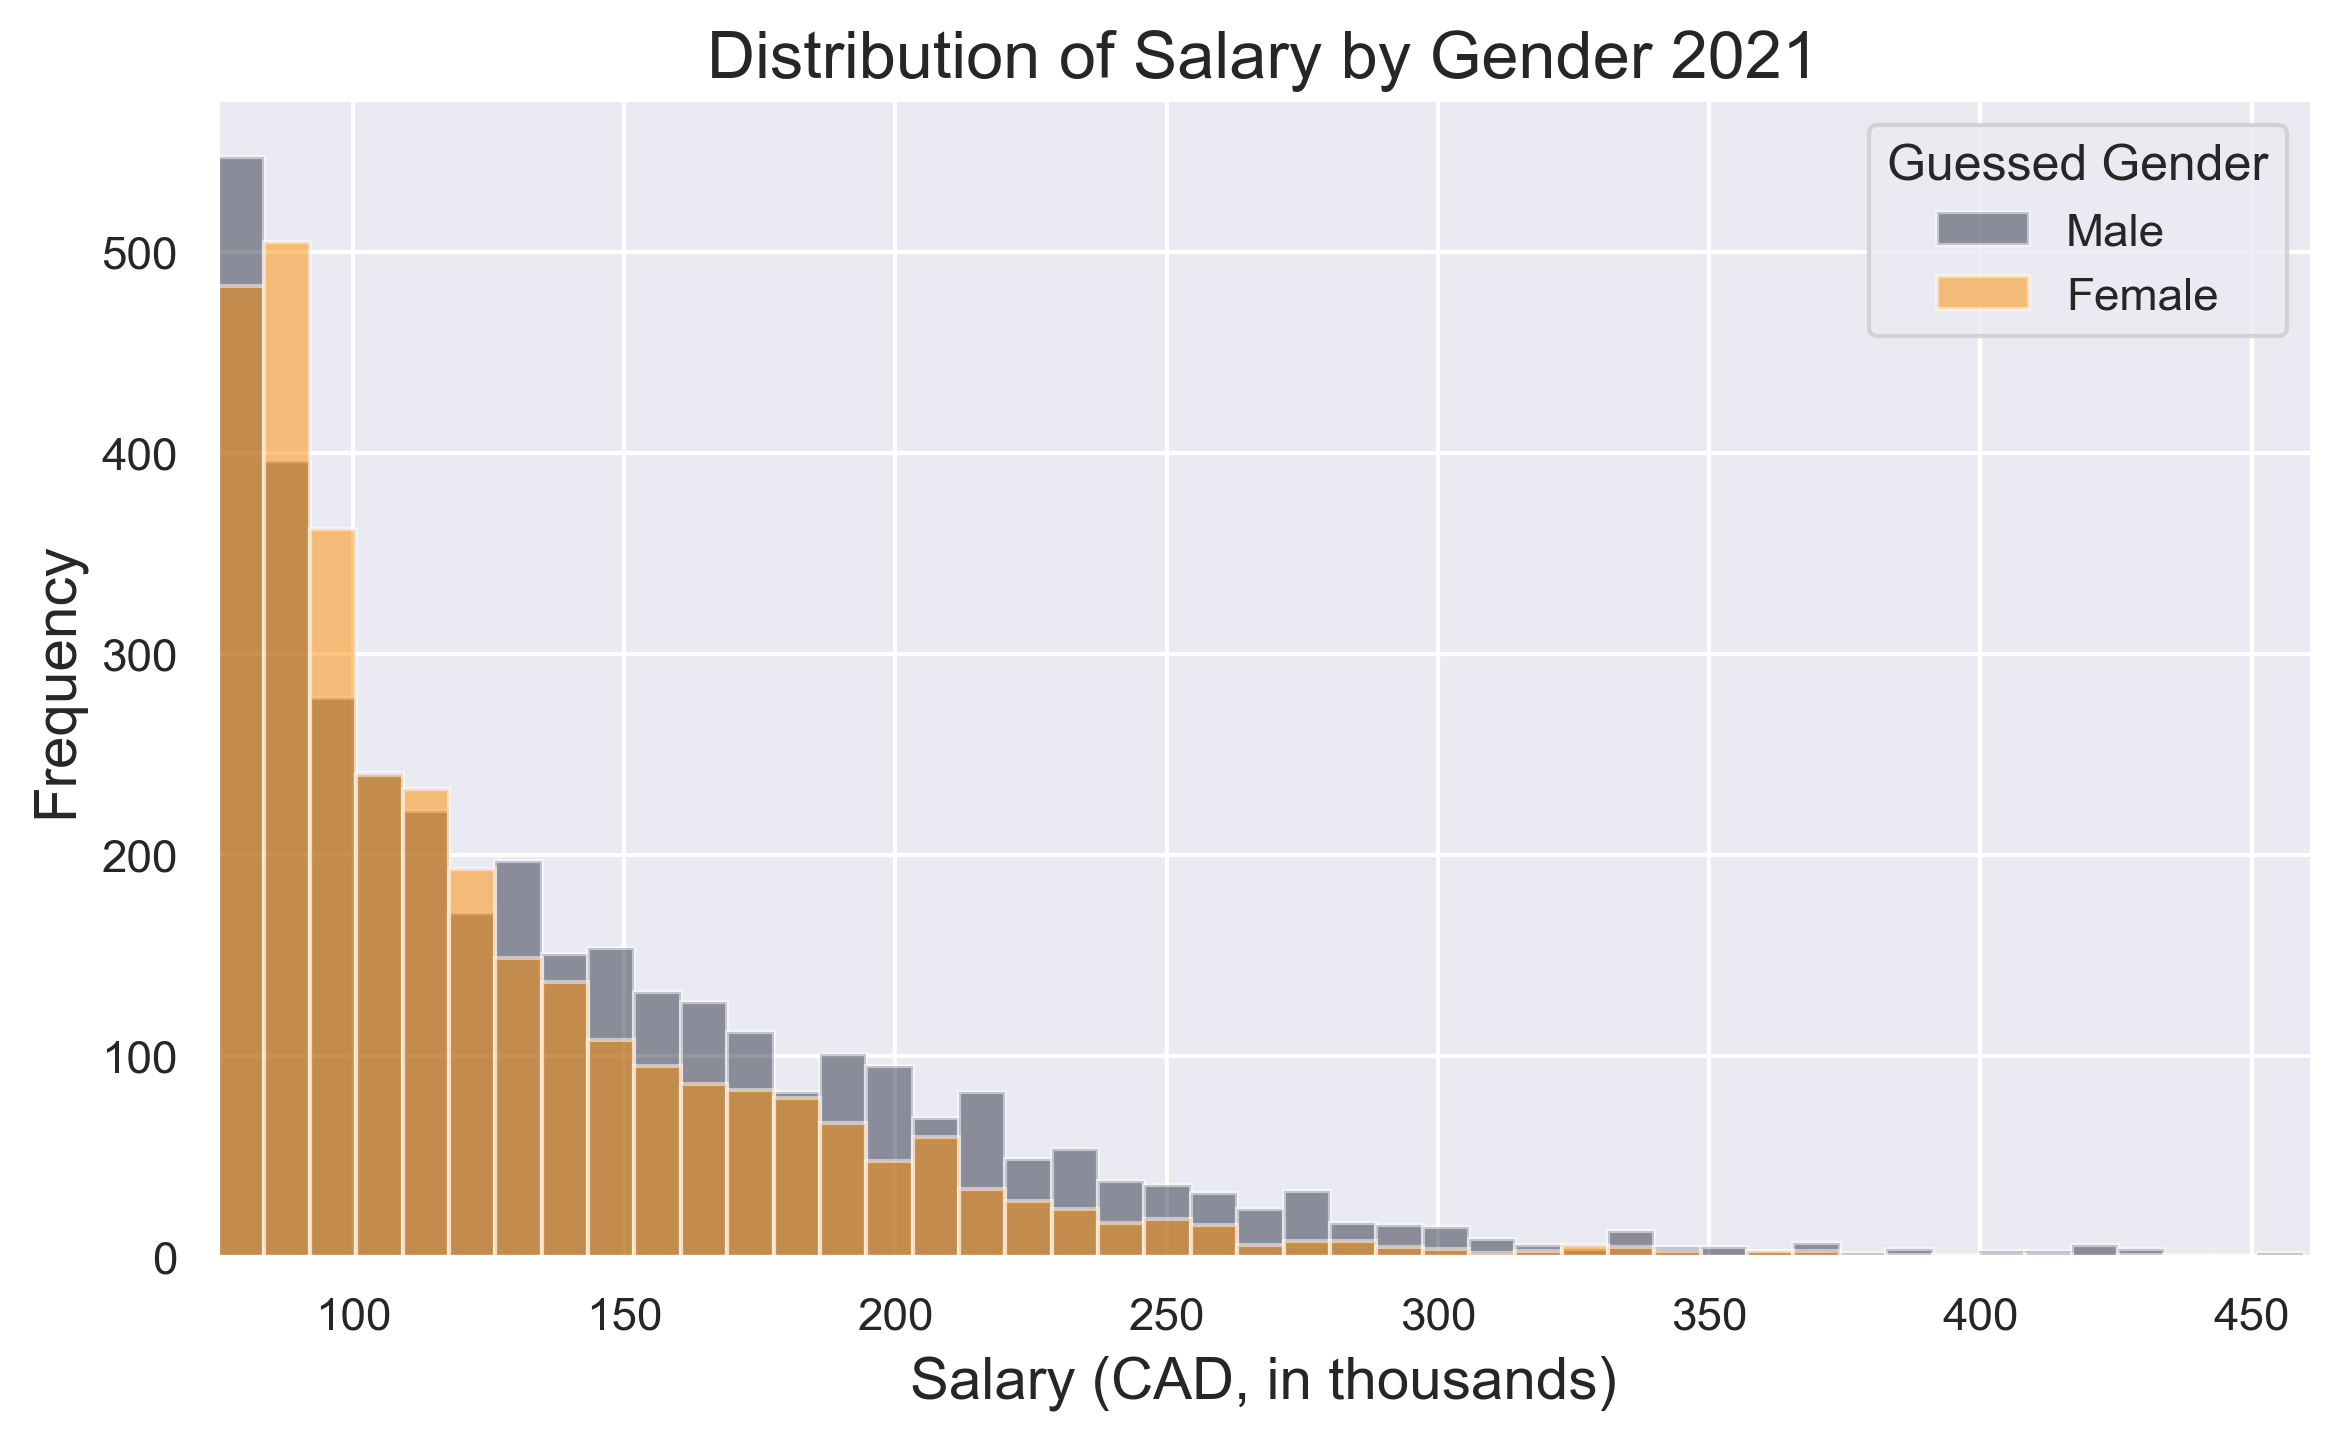 Distribution of Salary by Gender 2021
Guessed Gender
Male
Female
Frequency
500
400
300
200
100
0
100 150 200 250 300 350 400 450
Salary (CAD, in thousands)